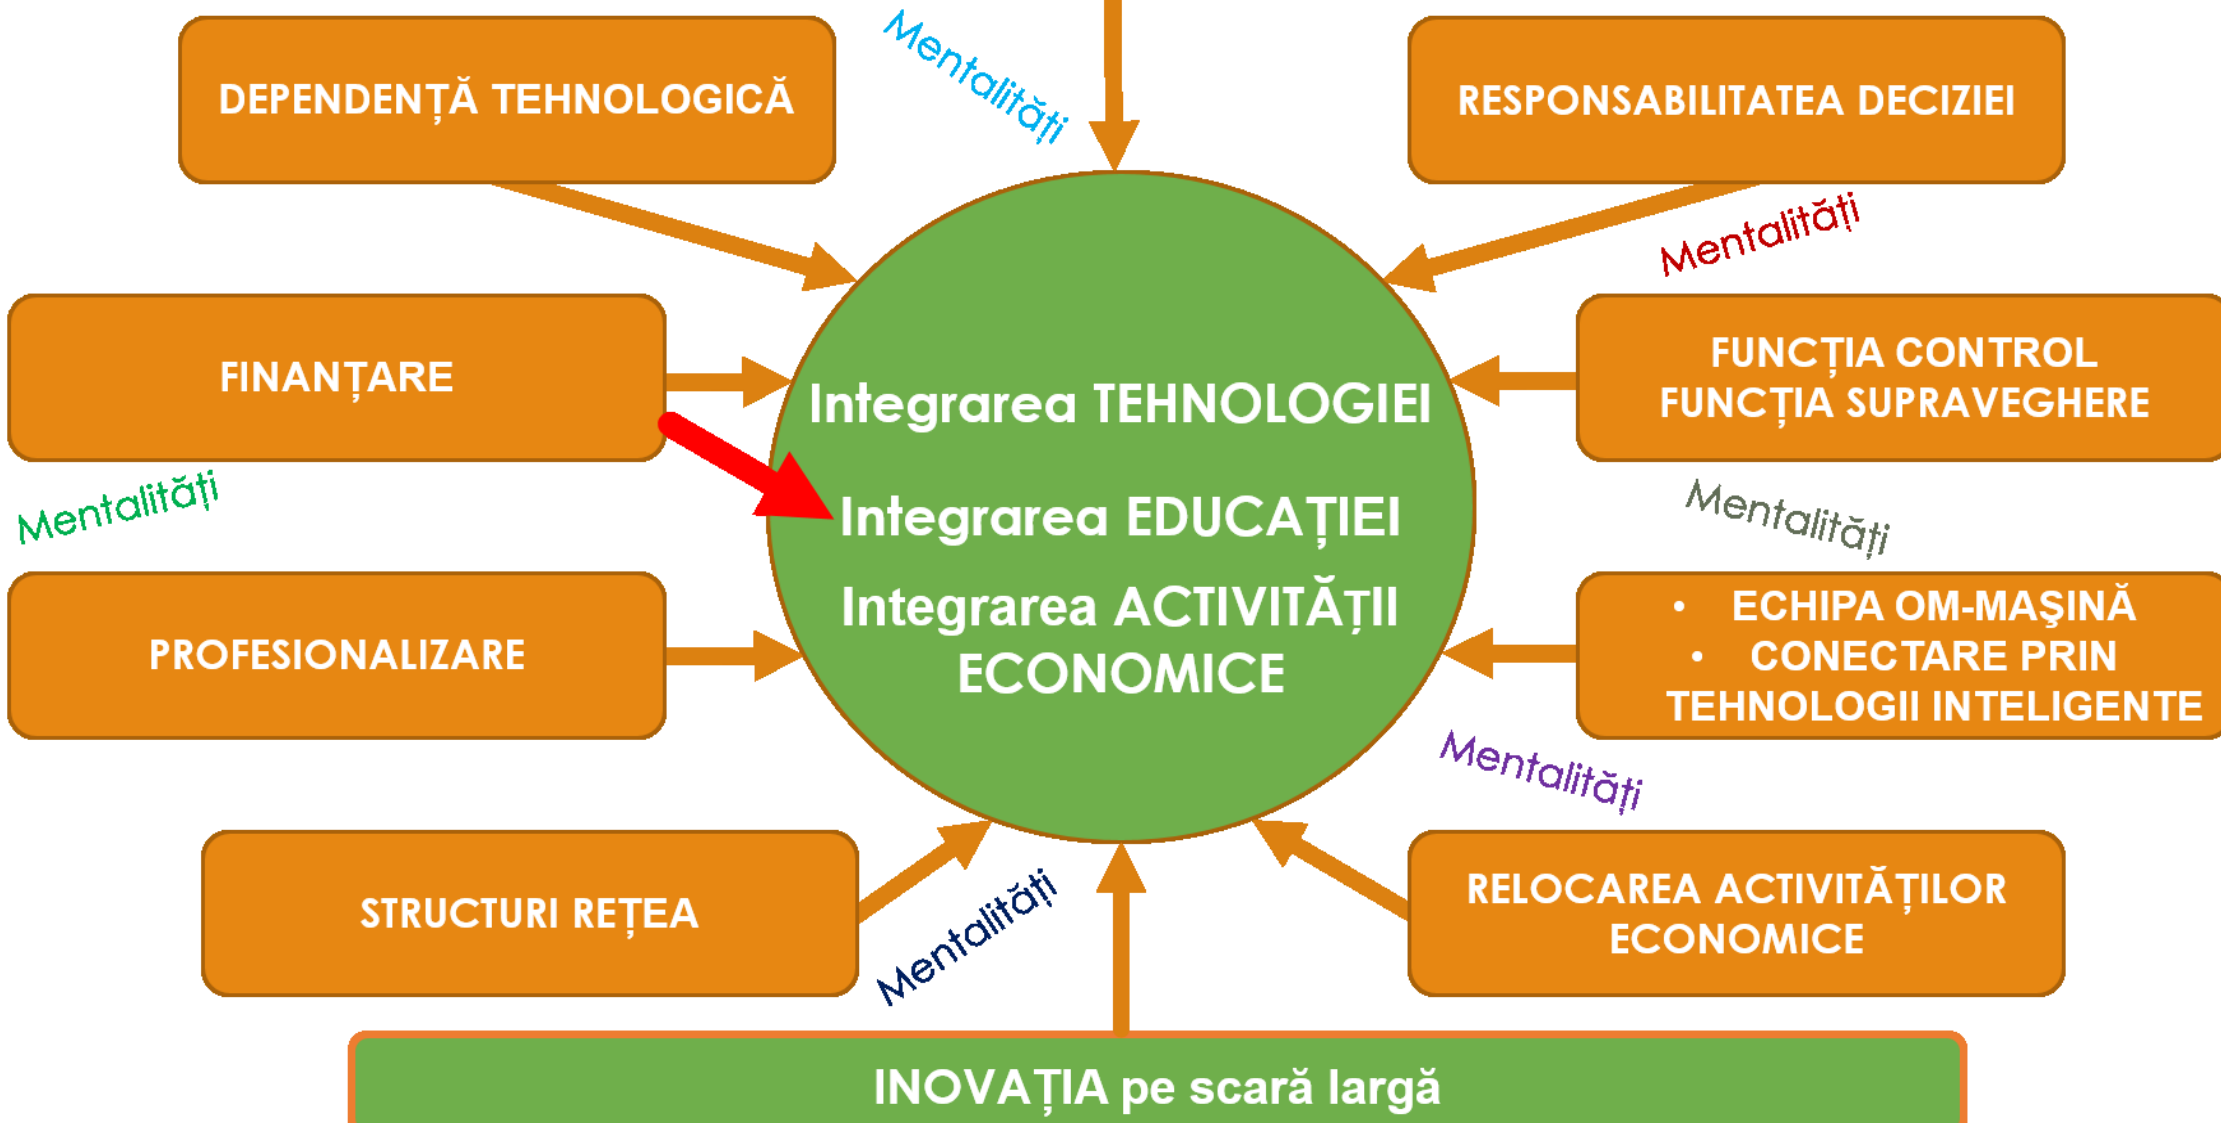 Mentalități
DEPENDENȚĂ TEHNOLOGICĂ
RESPONSABILITATEA DECIZIEI
Mentalități
FINANȚARE
FUNCȚIA CONTROL
FUNCȚIA SUPRAVEGHERE
Integrarea TEHNOLOGIEI
Integrarea EDUCAȚIEI
Integrarea ACTIVITĂȚII
ECONOMICE
Mentalități
Mentalități
PROFESIONALIZARE
• ECHIPA OM-MAŞINĂ
• CONECTARE PRIN
TEHNOLOGII INTELIGENTE
Mentalități
STRUCTURI REȚEA
Mentalități
RELOCAREA ACTIVITĂȚILOR
ECONOMICE
INOVAȚIA pe scară largă